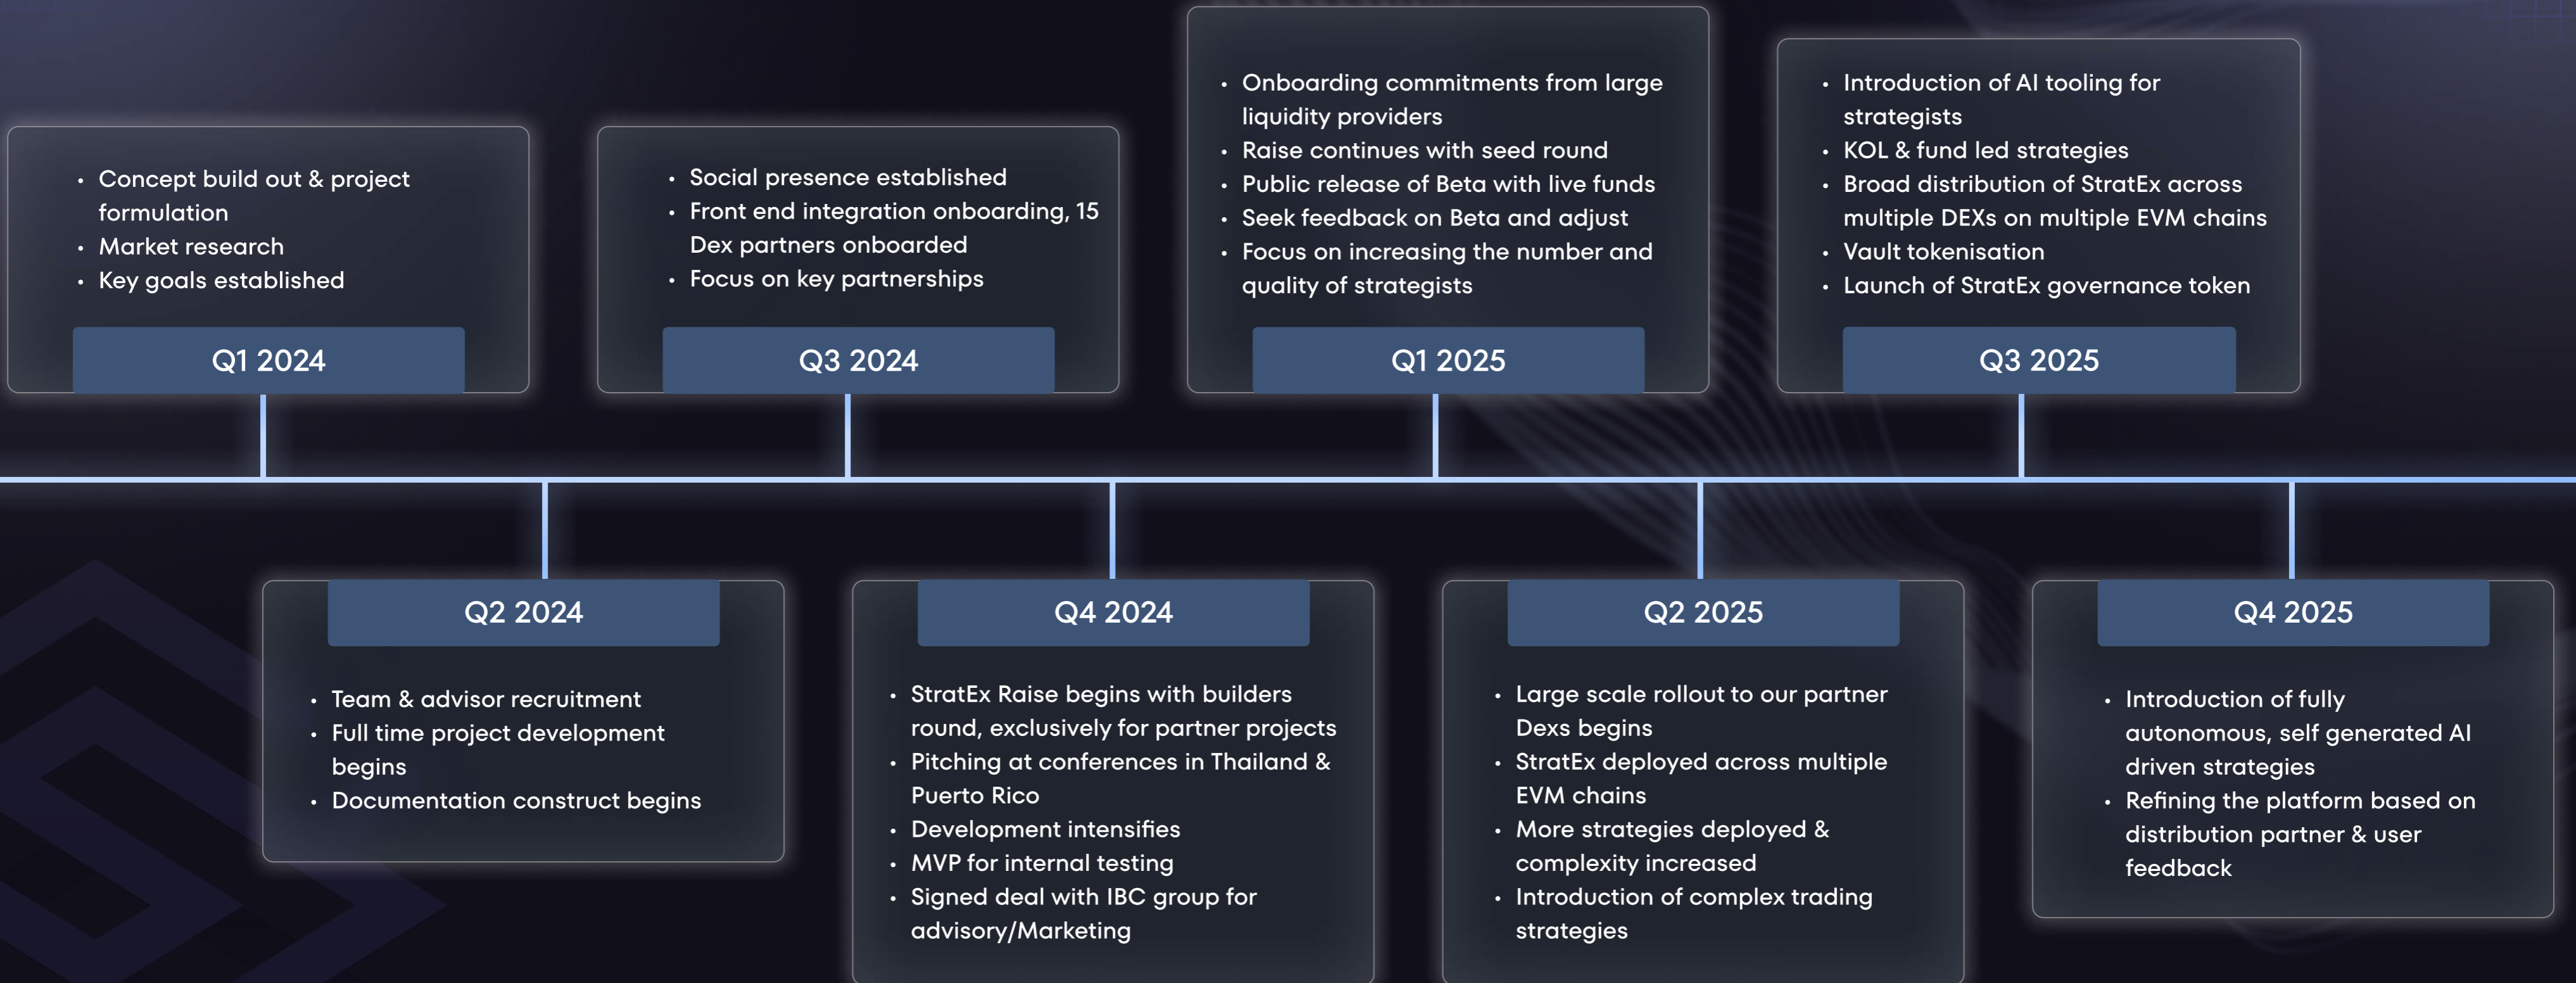 • Concept build out & project
formulation
• Market research
• Key goals established
Q1 2024
• Team & advisor recruitment
• Full time project development
begins
• Documentation construct begins
Q2 2024
• Social presence established
• Front end integration onboarding, 15
Dex partners onboarded
• Focus on key partnerships
Q3 2024
Q4 2024
• StratEx Raise begins with builders
round, exclusively for partner projects
• Pitching at conferences in Thailand &
Puerto Rico
• Development intensifies
• MVP for internal testing
• Signed deal with IBC group for
advisory/Marketing
• Onboarding commitments from large
liquidity providers
• Raise continues with seed round
• Public release of Beta with live funds
• Seek feedback on Beta and adjust
• Focus on increasing the number and
quality of strategists
Q1 2025
Q2 2025
• Large scale rollout to our partner
Dexs begins
• StratEx deployed across multiple
EVM chains
• More strategies deployed &
complexity increased
• Introduction of complex trading
strategies
• Introduction of AI tooling for
strategists
• KOL & fund led strategies
• Broad distribution of StratEx across
multiple DEXs on multiple EVM chains
• Vault tokenisation
• Launch of StratEx governance token
Q3 2025
Q4 2025
• Introduction of fully
autonomous, self generated AI
driven strategies
• Refining the platform based on
distribution partner & user
feedback